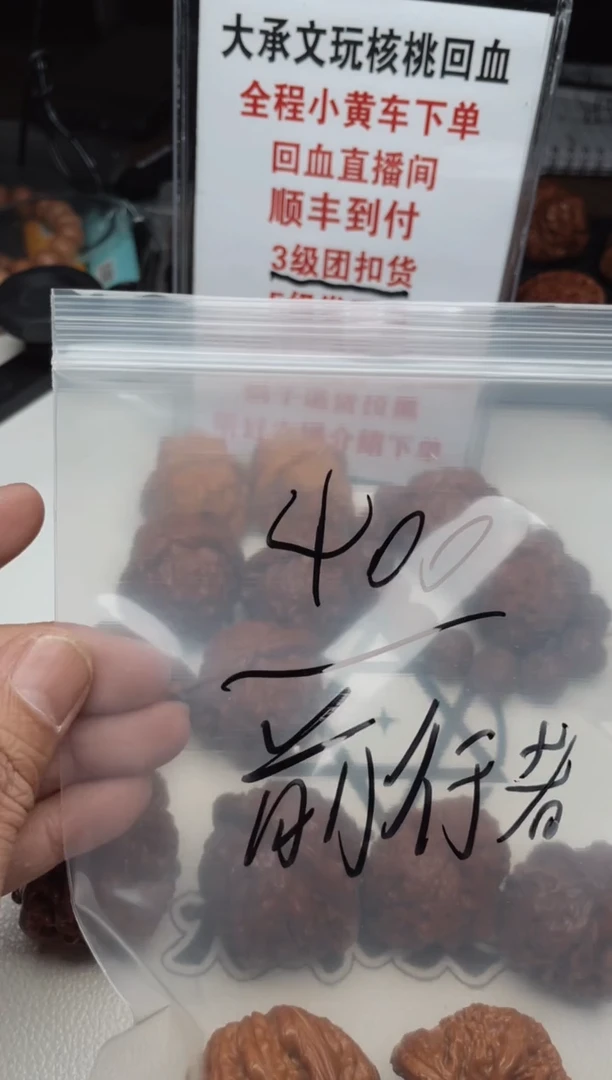 大承文玩核桃回血
全程小黄车下单
回血直播间
顺丰到付
3级团扣货
400
前行者